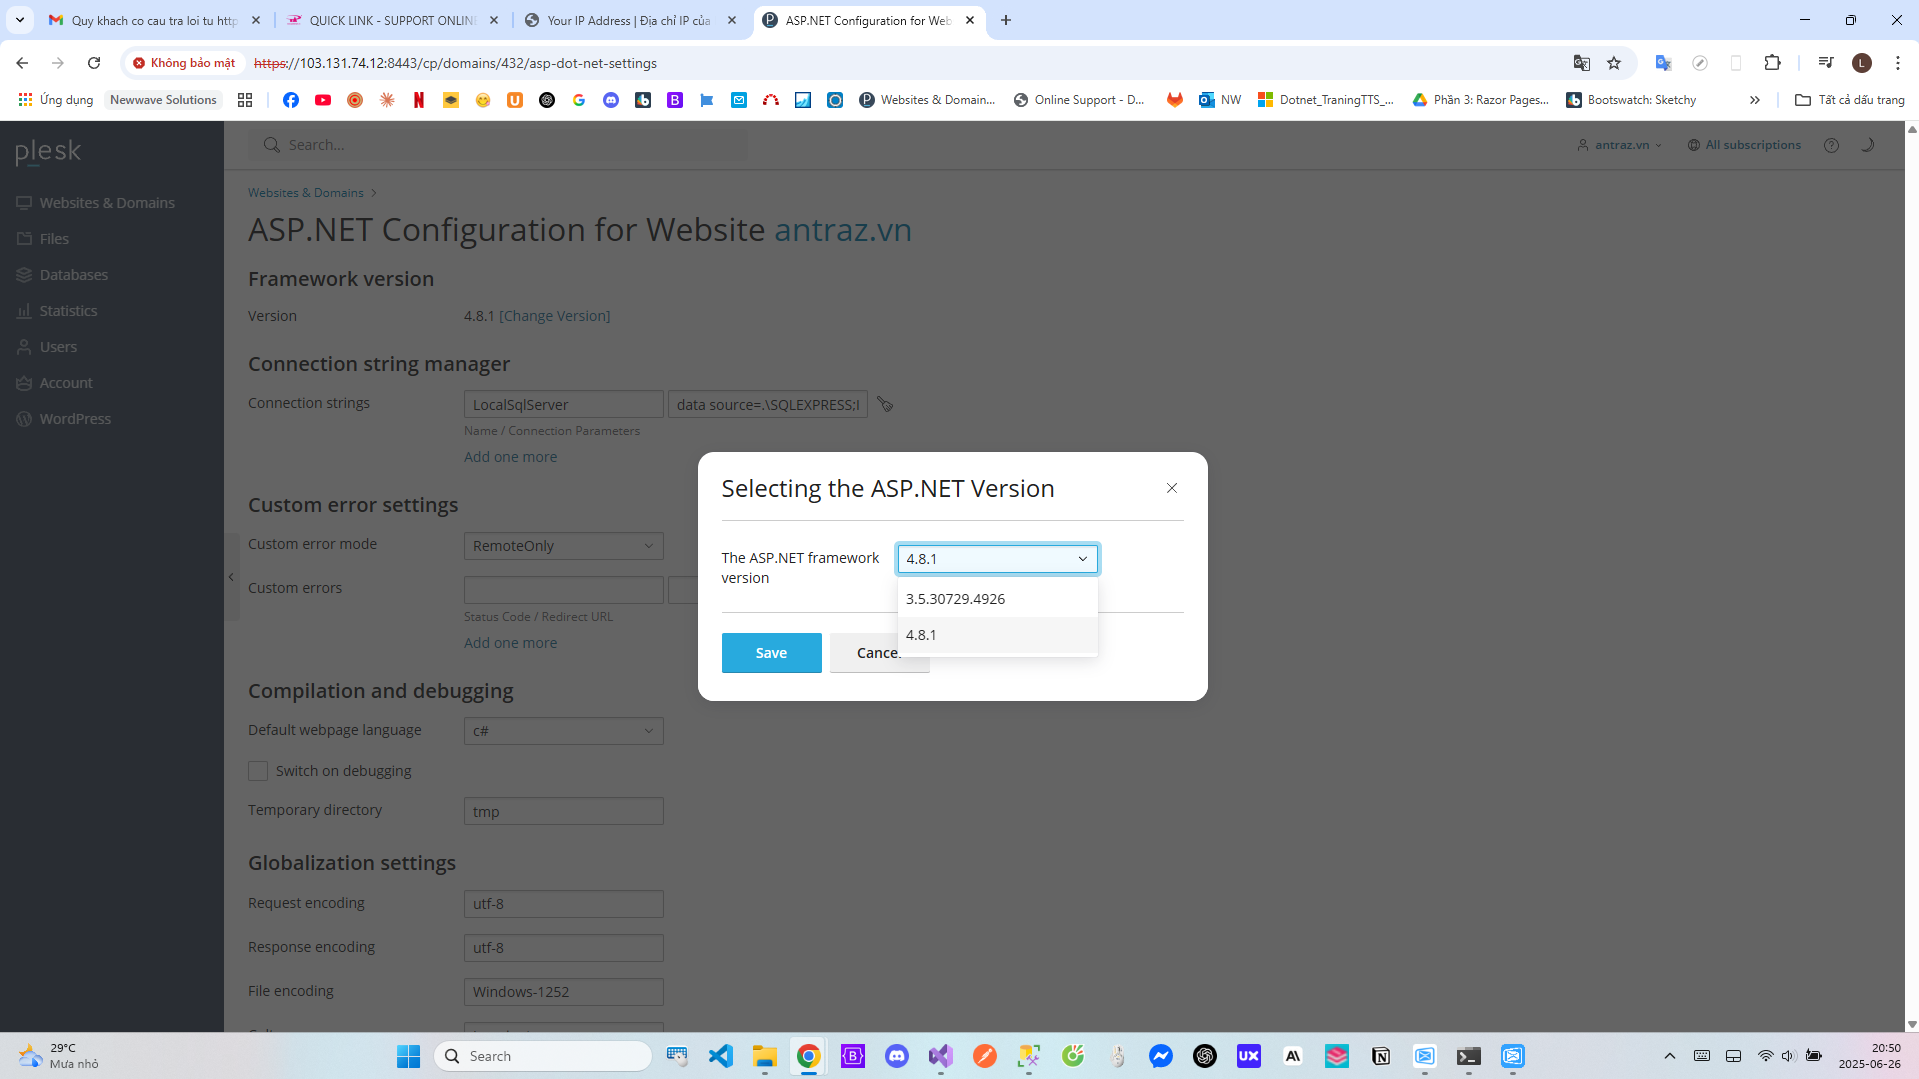 Quy khach co cau tra loi tu http
QUICK LINK - SUPPORT ONLINE
Your IP Address | Địa chỉ IP của
ASP.NET Configuration for Web
Không bảo mật
https://103.131.74.12:8443/cp/domains/432/asp-dot-net-settings
L
Ứng dụng
Newwave Solutions
Websites & Domain...
Online Support - D...
NW
Dotnet_TraningTTS_...
Phần 3: Razor Pages...
Bootswatch: Sketchy
Tất cả dấu trang
plesk
Search...
antraz.vn
All subscriptions
Websites & Domains
Files
Databases
Statistics
Users
Account
WordPress
Websites & Domains
ASP.NET Configuration for Website antraz.vn
Framework version
Version
4.8.1 [Change Version]
Connection string manager
Connection strings
LocalSqlServer
data source=.\SQLEXPRESS;I
Name / Connection Parameters
Add one more
Custom error settings
Custom error mode
RemoteOnly
Custom errors
Status Code / Redirect URL
Add one more
Compilation and debugging
Default webpage language
c#
Switch on debugging
Temporary directory
tmp
Globalization settings
Request encoding
utf-8
Response encoding
utf-8
File encoding
Windows-1252
Selecting the ASP.NET Version
The ASP.NET framework
version
4.8.1
3.5.30729.4926
4.8.1
Save
Cancel
29°C
Mưa nhỏ
Search
UX
20:50
2025-06-26